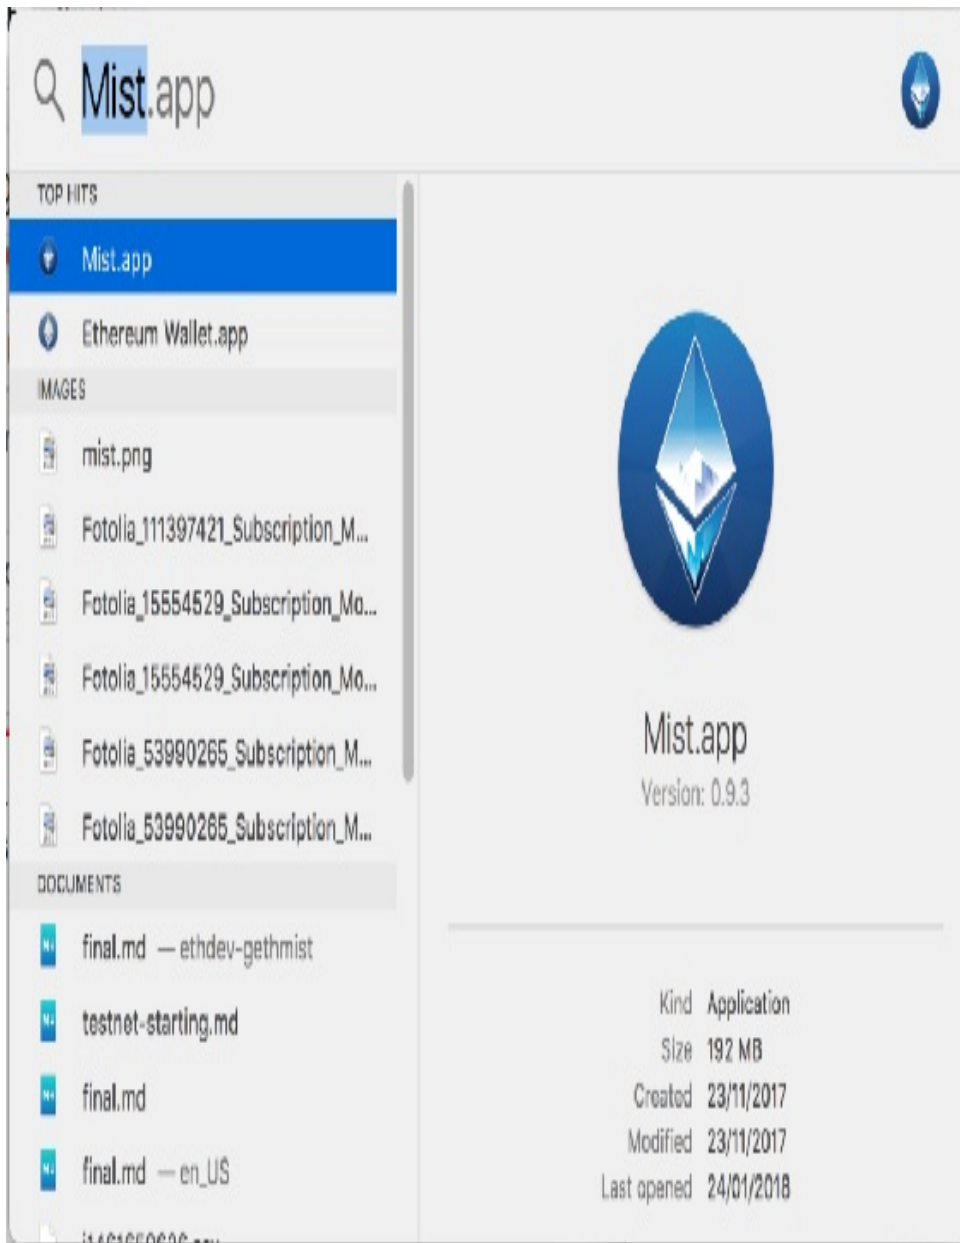 Mist.app
TOP HITS
Mist.app
Ethereum Wallet.app
IMAGES
mist.png
Fotolia_111397421_Subscription_M...
Fotolia_15554529_Subscription_Mo...
Fotolia_15554529_Subscription_Mo...
Fotolia_53990265_Subscription_M...
Fotolia_53990265_Subscription_M...
DOCUMENTS
final.md — ethdev-gethmist
testnet-starting.md
final.md
final.md — en_US
Mist.app
Version: 0.9.3
Kind Application
Size 192 MB
Created 23/11/2017
Modified 23/11/2017
Last opened 24/01/2018